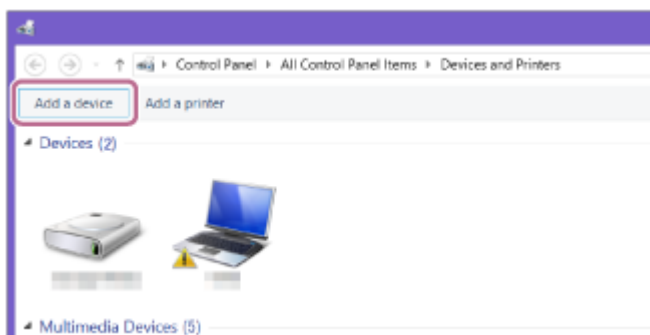 Control Panel All Control Panel Items Devices and Printers
Add a device Add a printer
Devices (2)
Multimedia Devices (5)